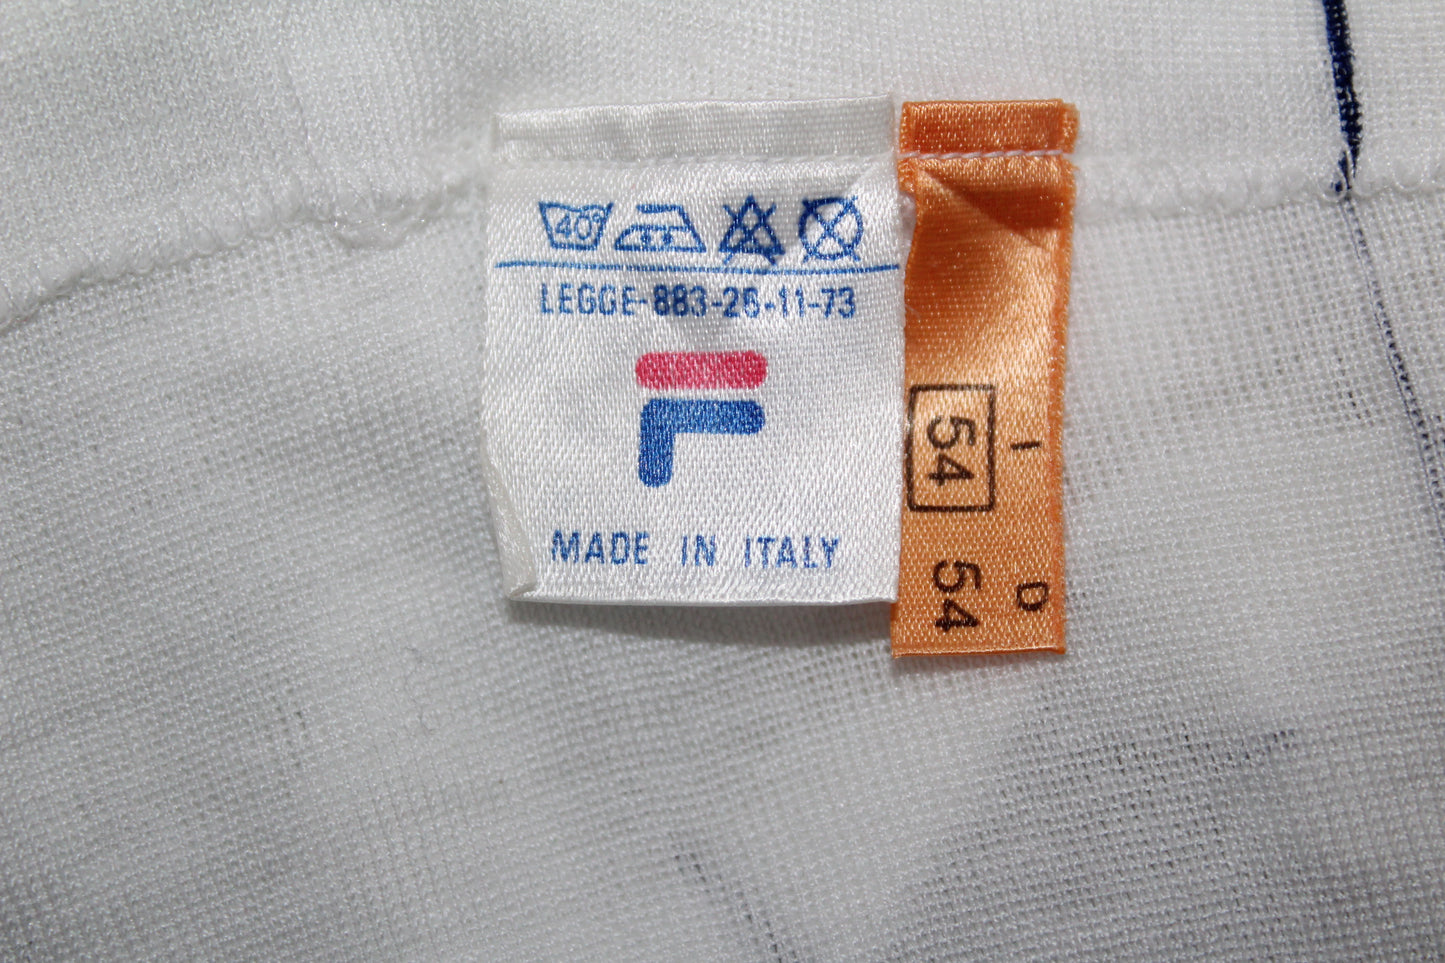 40°
LEGGE-883-26-11-73
F
MADE IN ITALY
I D
54 54